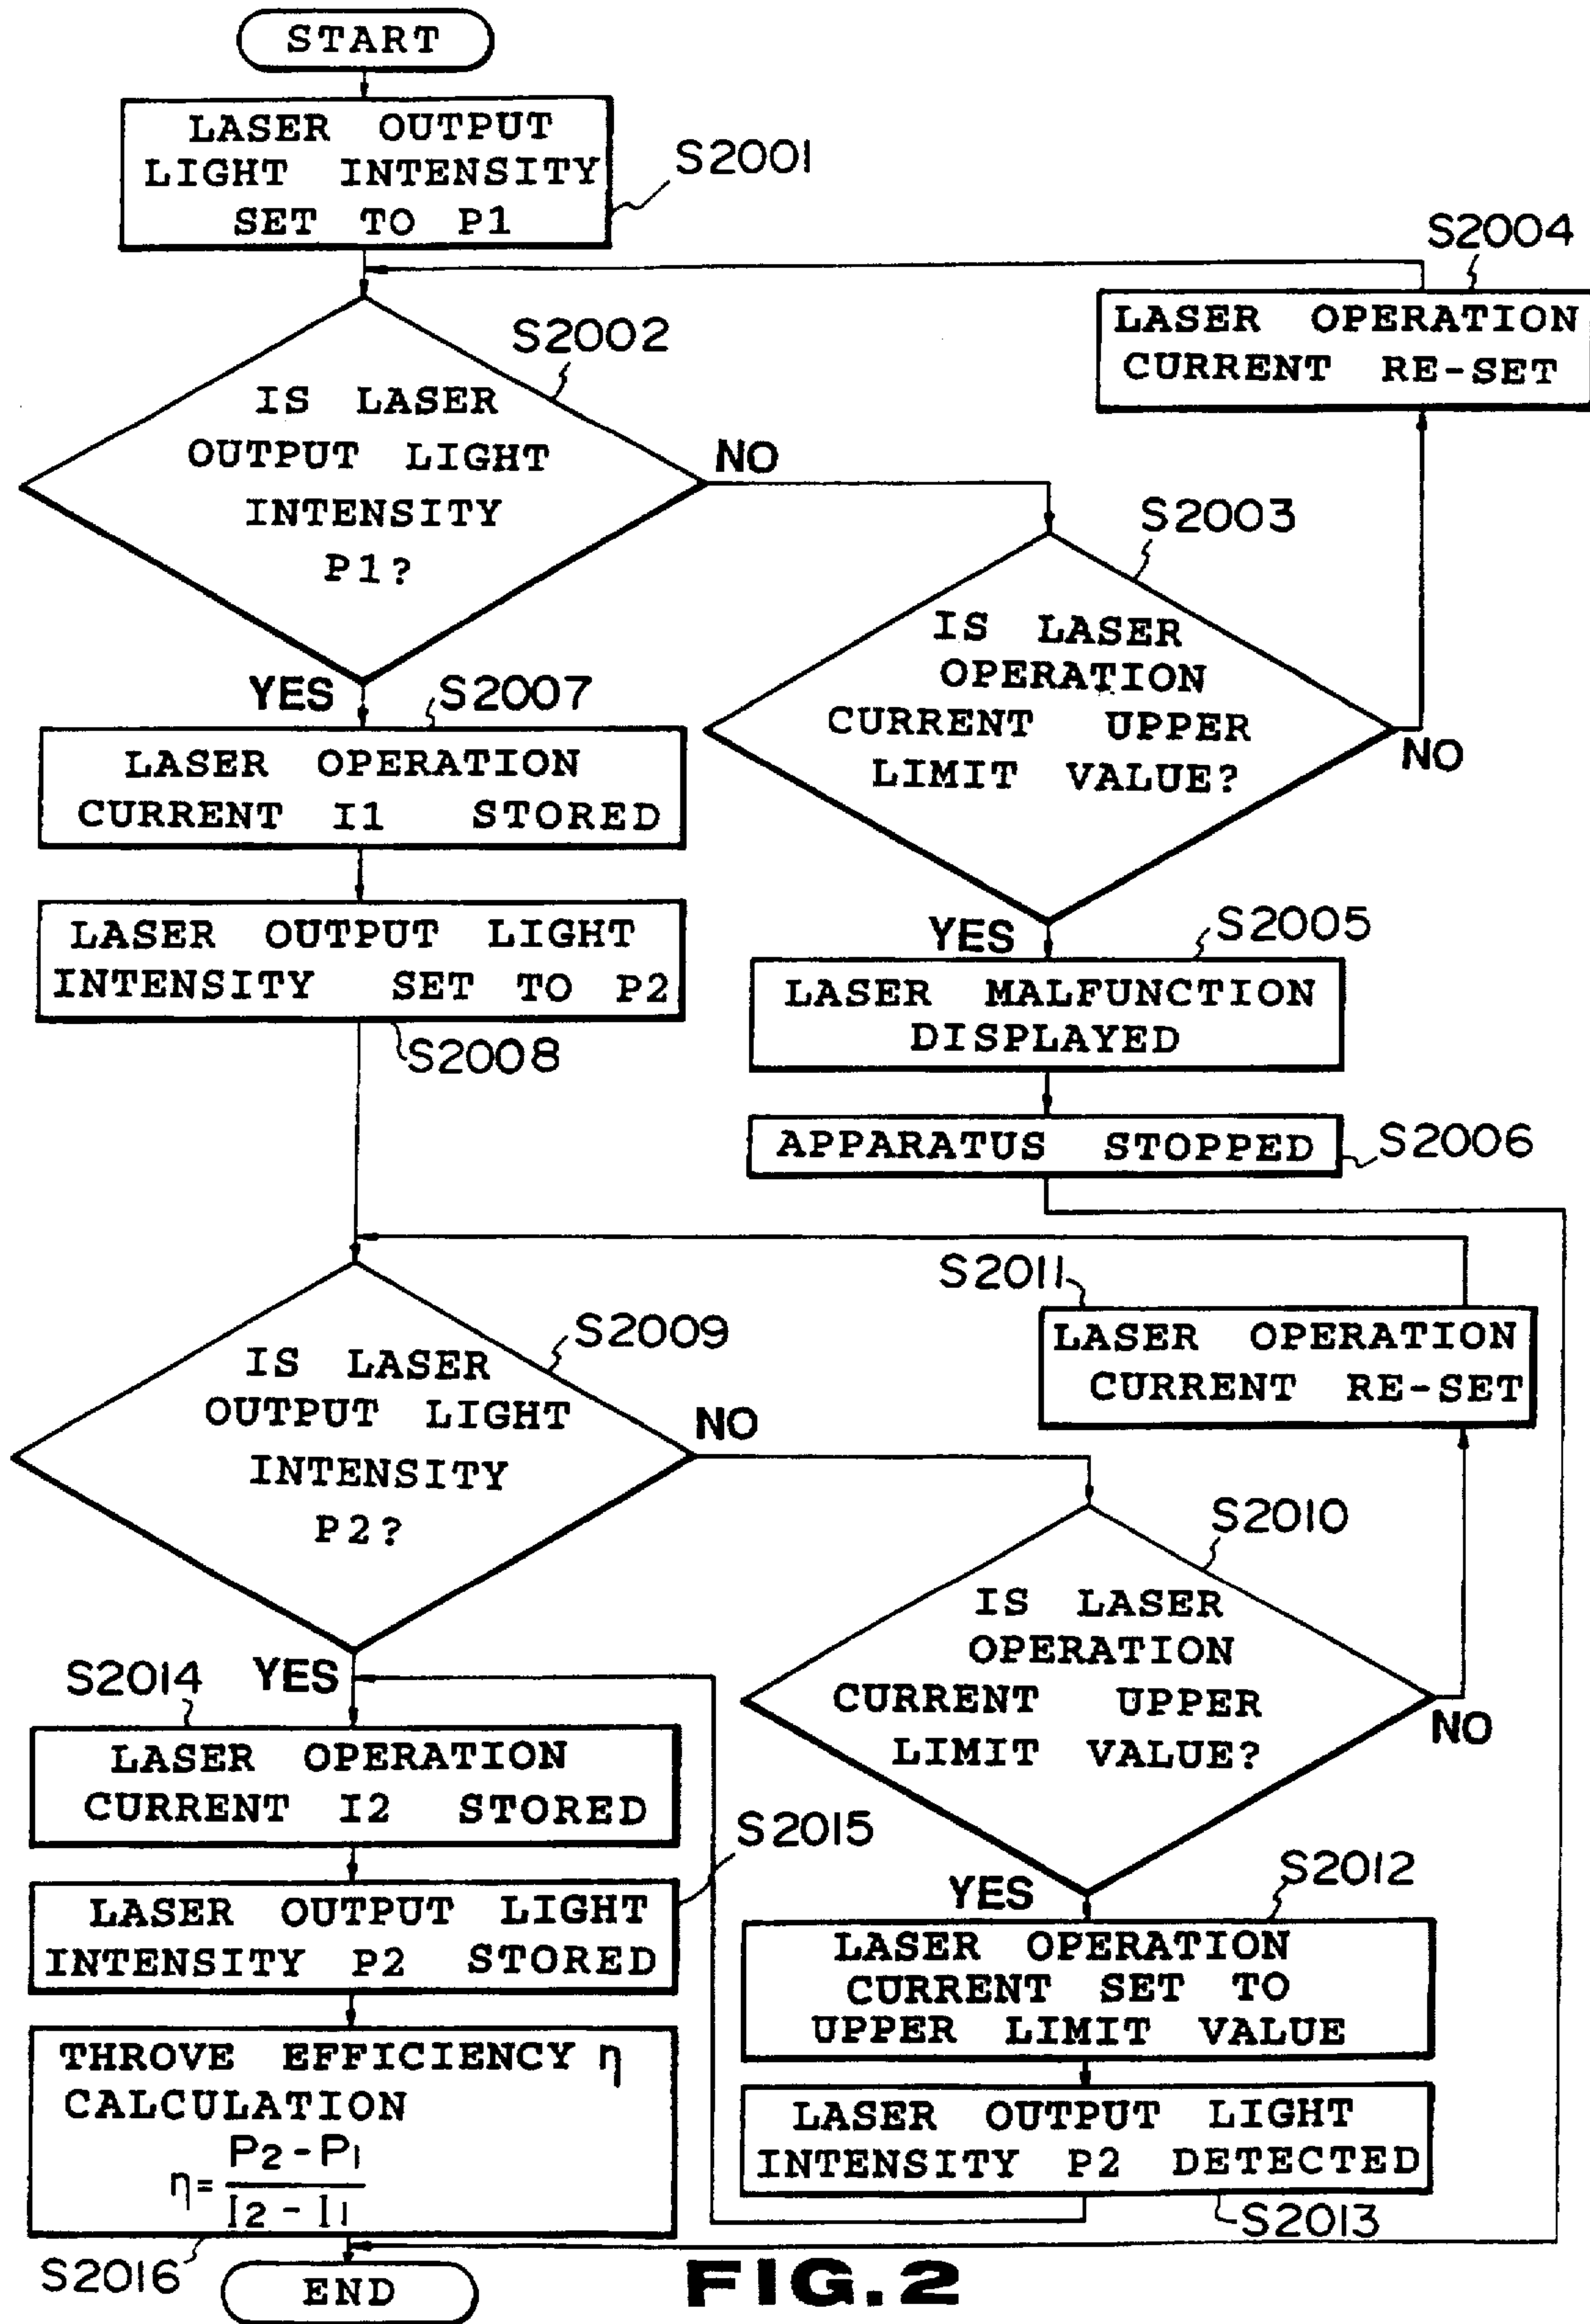 START
LASER OUTPUT
LIGHT INTENSITY
SET TO P1
S2001
S2004
LASER OPERATION
CURRENT RE-SET
S2002
IS LASER
OUTPUT LIGHT
INTENSITY
P1?
NO
S2003
IS LASER
OPERATION
CURRENT UPPER
LIMIT VALUE?
NO
YES
S2007
LASER OPERATION
CURRENT I1 STORED
LASER OUTPUT LIGHT
INTENSITY SET TO P2
S2008
YES
S2005
LASER MALFUNCTION
DISPLAYED
APPARATUS STOPPED
S2006
S2011
LASER OPERATION
CURRENT RE-SET
S2009
IS LASER
OUTPUT LIGHT
INTENSITY
P2?
NO
S2010
IS LASER
OPERATION
CURRENT UPPER
LIMIT VALUE?
NO
S2014
YES
LASER OPERATION
CURRENT I2 STORED
S2015
LASER OUTPUT LIGHT
INTENSITY P2 STORED
YES
S2012
LASER OPERATION
CURRENT SET TO
UPPER LIMIT VALUE
LASER OUTPUT LIGHT
INTENSITY P2 DETECTED
S2013
THROVE EFFICIENCY η
CALCULATION
P2-P1
η=
I2-I1
S2016
END
FIG.2